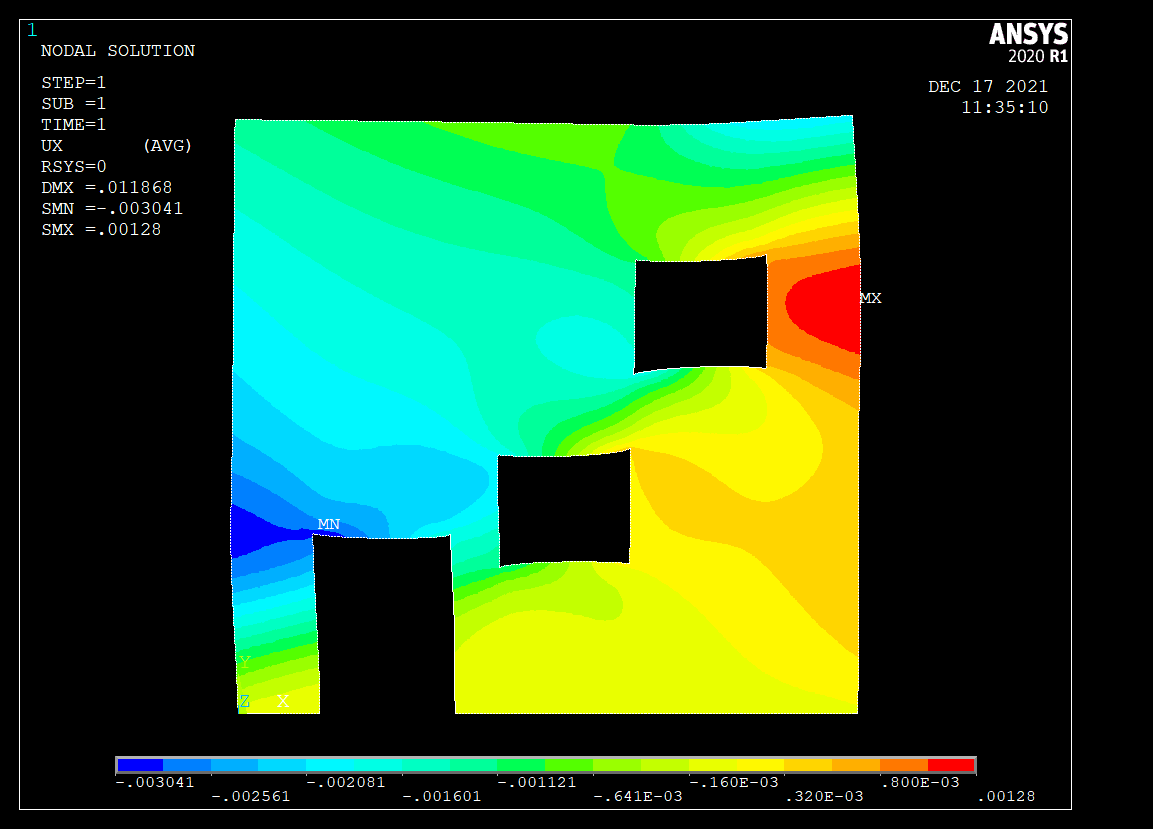 1
NODAL SOLUTION
STEP=1
SUB =1
TIME=1
UX (AVG)
RSYS=0
DMX =.011868
SMN =-.003041
SMX =.00128
ANSYS
2020 R1
DEC 17 2021
11:35:10
MX
MN
Y
Z X
-.003041 -.002081 -.001121 -.160E-03 .800E-03
-.002561 -.001601 -.641E-03 .320E-03 .00128